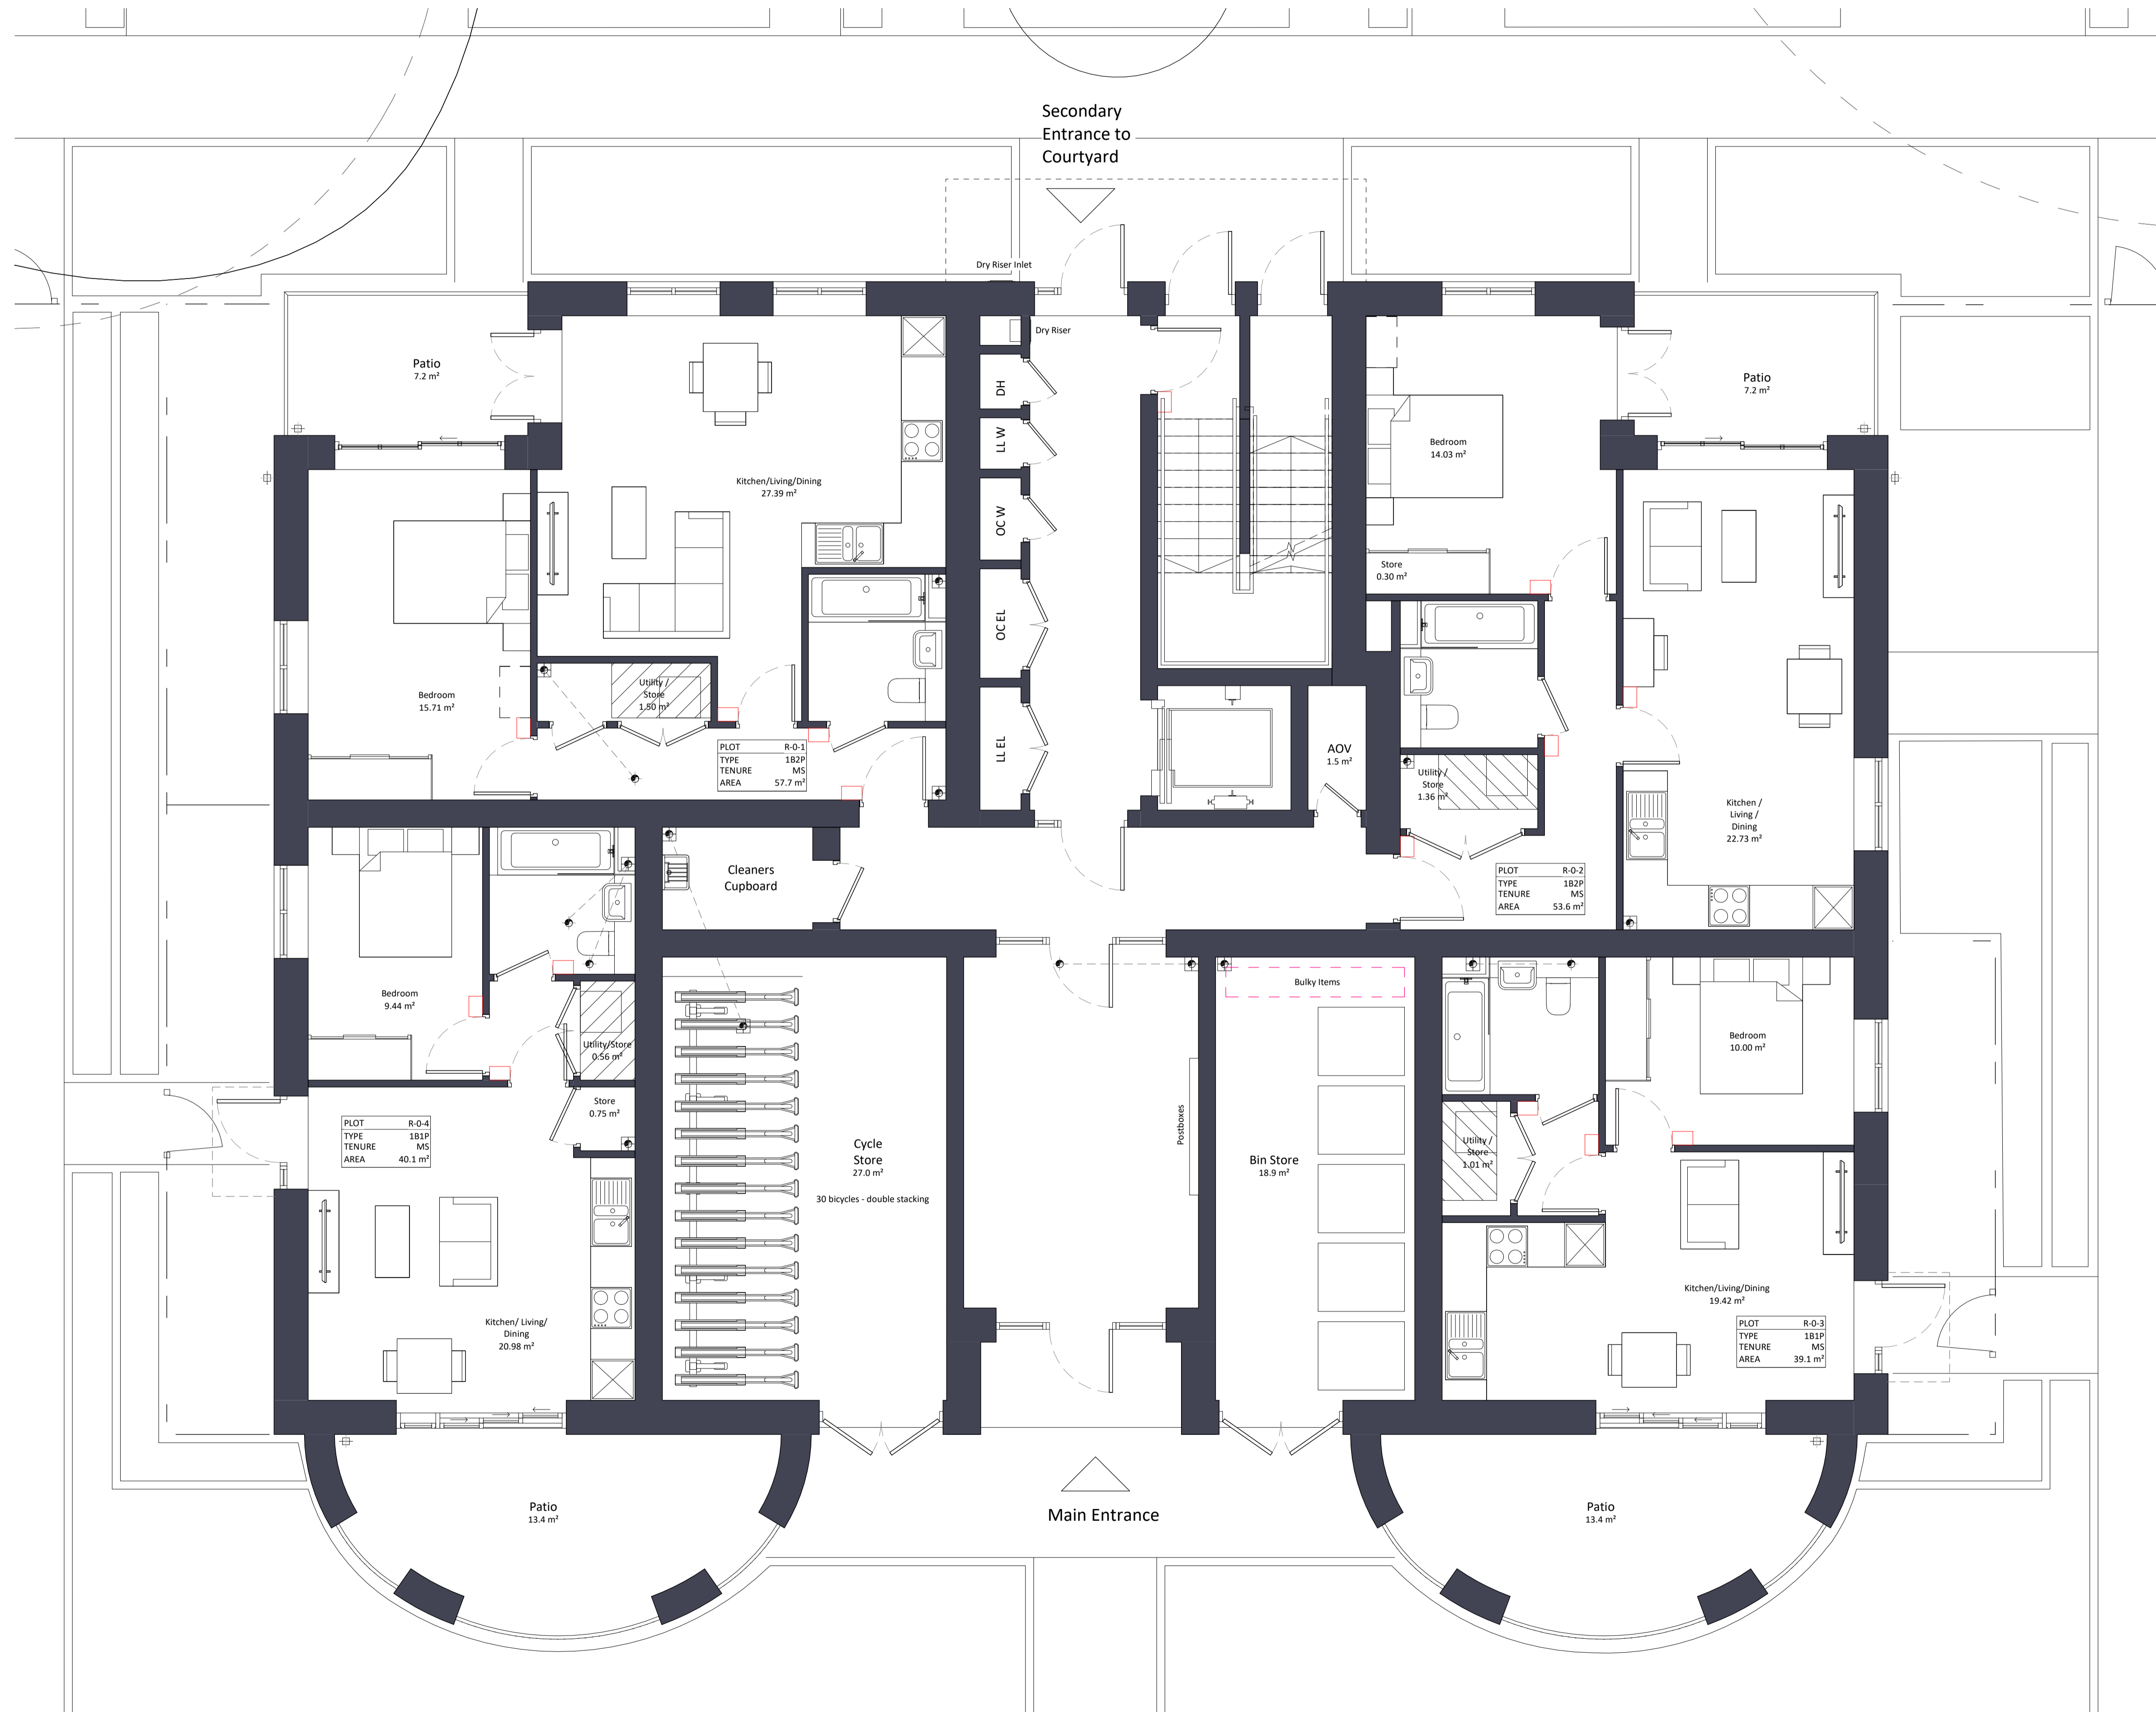 Secondary
Entrance to
Courtyard
Dry Riser Inlet
Dry Riser
Patio
7.2 m²
Patio
7.2 m²
DH
LL W
OC W
OC EL
LL EL
Kitchen/Living/Dining
27.39 m²
Bedroom
14.03 m²
Store
0.30 m²
Bedroom
15.71 m²
Utility /
Store
1.50 m²
PLOT R-0-1
TYPE 1B2P
TENURE MS
AREA 57.7 m²
AOV
1.5 m²
Utility /
Store
1.36 m²
Kitchen /
Living /
Dining
22.73 m²
PLOT R-0-2
TYPE 1B2P
TENURE MS
AREA 53.6 m²
Cleaners
Cupboard
Bedroom
9.44 m²
Utility/Store
0.56 m²
Store
0.75 m²
PLOT R-0-4
TYPE 1B1P
TENURE MS
AREA 40.1 m²
Kitchen/ Living/
Dining
20.98 m²
Cycle
Store
27.0 m²
30 bicycles - double stacking
Postboxes
Bulky Items
Bin Store
18.9 m²
Bedroom
10.00 m²
Utility /
Store
1.01 m²
Kitchen/Living/Dining
19.42 m²
PLOT R-0-3
TYPE 1B1P
TENURE MS
AREA 39.1 m²
Patio
13.4 m²
Main Entrance
Patio
13.4 m²